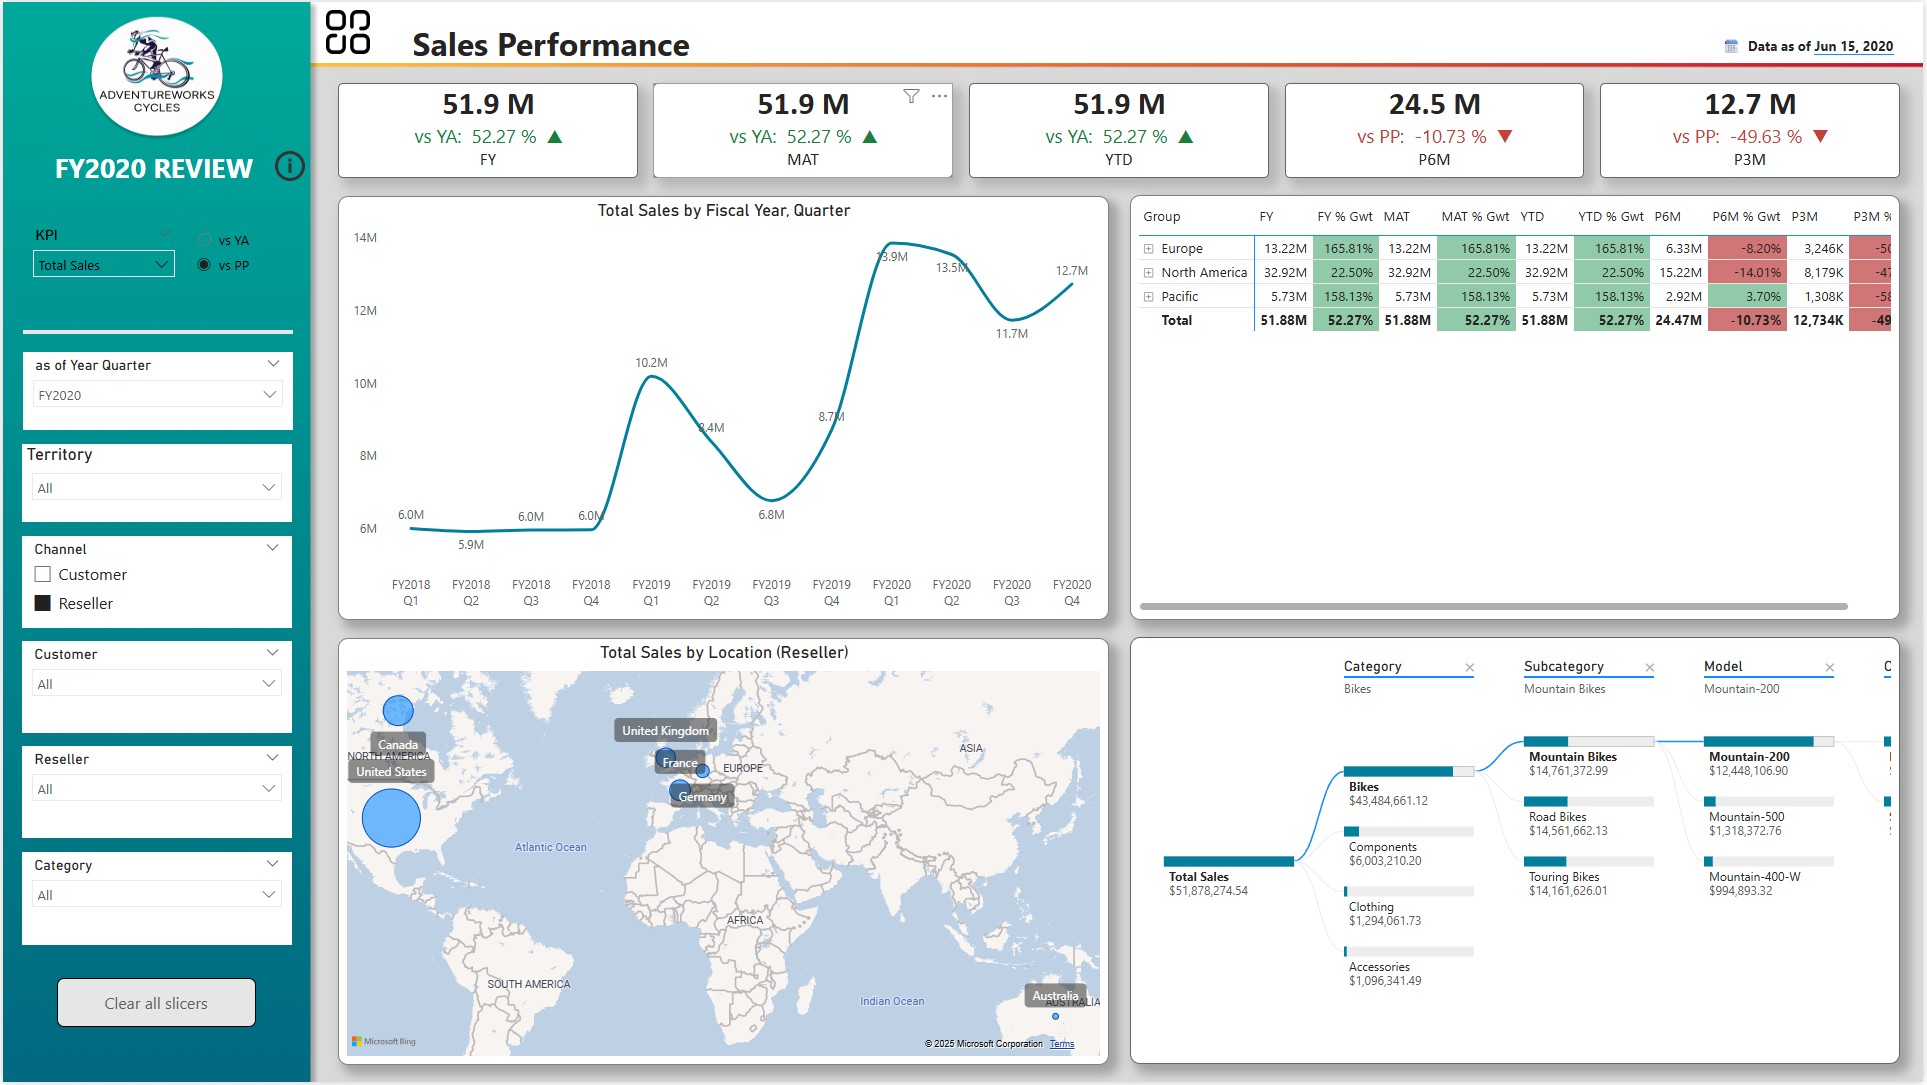 ADVENTUREWORKS
CYCLES
FY2020 REVIEW
KPI
Total Sales
vs YA
vs PP
as of Year Quarter
FY2020
Territory
All
Channel
Customer
Reseller
Customer
All
Reseller
All
Category
All
Clear all slicers
Sales Performance
Data as of Jun 15, 2020
51.9 M
vs YA: 52.27 % ▲
FY
51.9 M
vs YA: 52.27 % ▲
MAT
51.9 M
vs YA: 52.27 % ▲
YTD
24.5 M
vs PP: -10.73 % ▼
P6M
12.7 M
vs PP: -49.63 % ▼
P3M
Total Sales by Fiscal Year, Quarter
14M
12M
10M
8M
6M
6.0M
5.9M
6.0M
6.0M
10.2M
8.4M
6.8M
8.7M
13.9M
13.5M
11.7M
12.7M
FY2018 FY2018 FY2018 FY2018 FY2019 FY2019 FY2019 FY2019 FY2020 FY2020 FY2020 FY2020
Q1 Q2 Q3 Q4 Q1 Q2 Q3 Q4 Q1 Q2 Q3 Q4
Group FY FY % Gwt MAT MAT % Gwt YTD YTD % Gwt P6M P6M % Gwt P3M P3M %
Europe 13.22M 165.81% 13.22M 165.81% 13.22M 165.81% 6.33M -8.20% 3,246K -50
North America 32.92M 22.50% 32.92M 22.50% 32.92M 22.50% 15.22M -14.01% 8,179K -47
Pacific 5.73M 158.13% 5.73M 158.13% 5.73M 158.13% 2.92M 3.70% 1,308K -58
Total 51.88M 52.27% 51.88M 52.27% 51.88M 52.27% 24.47M -10.73% 12,734K -49
Total Sales by Location (Reseller)
Canada
NORTH AMERICA
United States
United Kingdom
France
EUROPE
Germany
ASIA
Atlantic Ocean
AFRICA
SOUTH AMERICA
Indian Ocean
Australia
AUSTRALIA
Microsoft Bing
© 2025 Microsoft Corporation Terms
Category
Bikes
Subcategory
Mountain Bikes
Model
Mountain-200
Total Sales
$51,878,274.54
Bikes
$43,484,661.12
Components
$6,003,210.20
Clothing
$1,294,061.73
Accessories
$1,096,341.49
Mountain Bikes
$14,761,372.99
Road Bikes
$14,561,662.13
Touring Bikes
$14,161,626.01
Mountain-200
$12,448,106.90
Mountain-500
$1,318,372.76
Mountain-400-W
$994,893.32